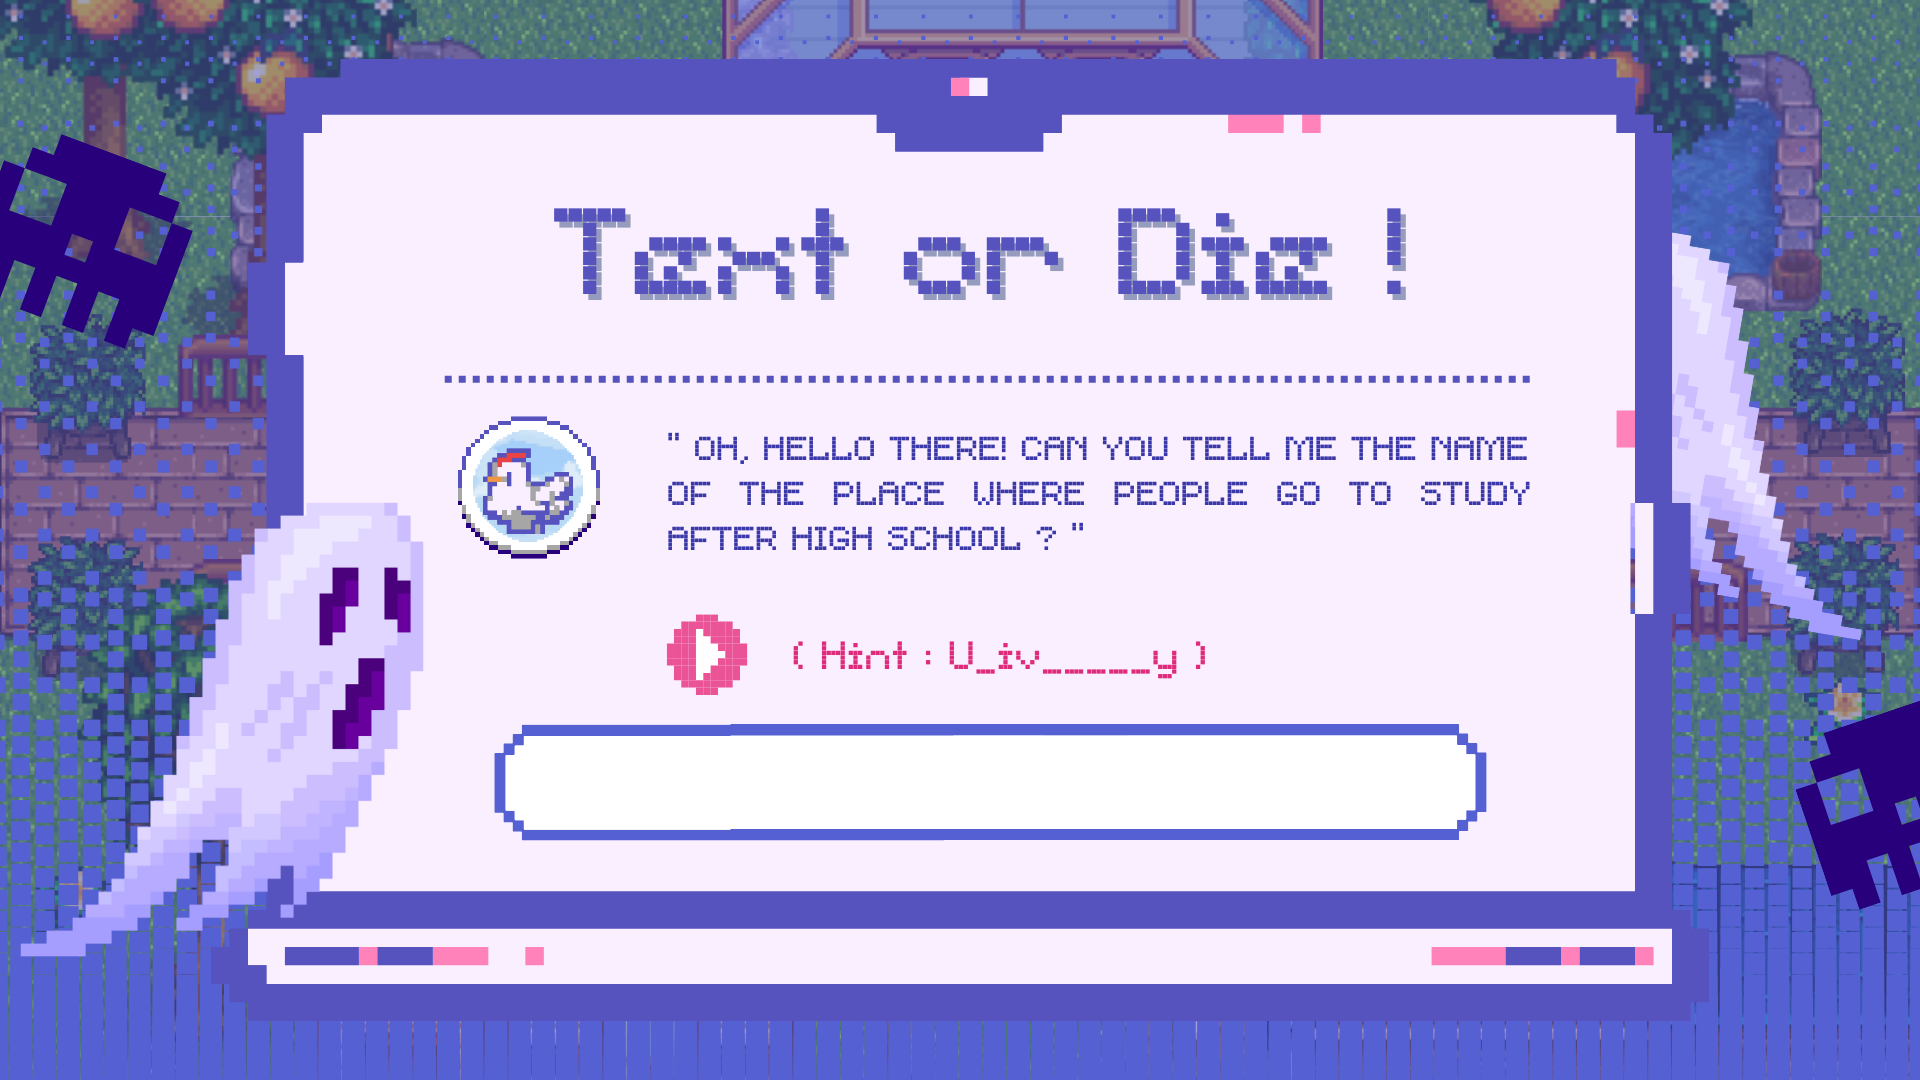 Text or Die !
" OH, HELLO THERE! CAN YOU TELL ME THE NAME
OF THE PLACE WHERE PEOPLE GO TO STUDY
AFTER HIGH SCHOOL ? "
( Hint : U_iv_____y )